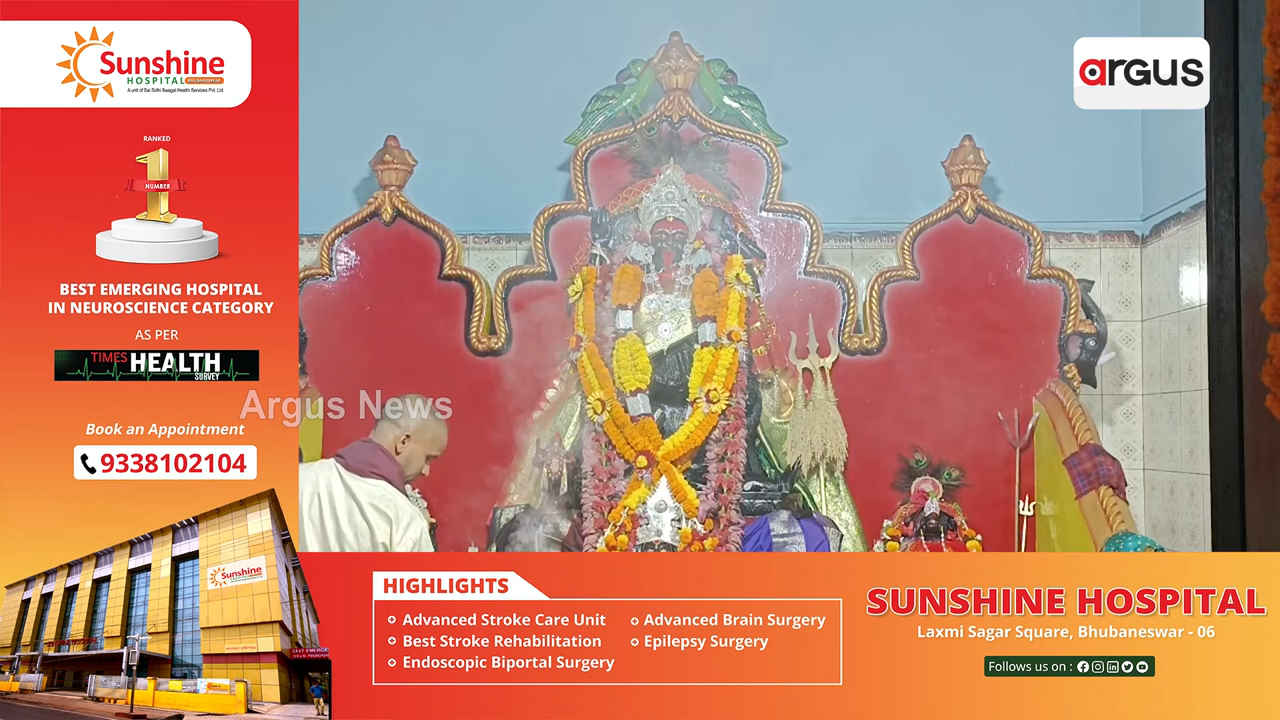 Sunshine
HOSPITAL BHUBANESWAR
A unit of Sai Sidhi Swagat Health Services Pvt. Ltd.
RANKED
1
NUMBER
BEST EMERGING HOSPITAL
IN NEUROSCIENCE CATEGORY
AS PER
TIMES HEALTH
SURVEY
Book an Appointment
9338102104
Sunshine
argus
Argus News
HIGHLIGHTS
Advanced Stroke Care Unit
Best Stroke Rehabilitation
Endoscopic Biportal Surgery
Advanced Brain Surgery
Epilepsy Surgery
SUNSHINE HOSPITAL
Laxmi Sagar Square, Bhubaneswar - 06
Follows us on :